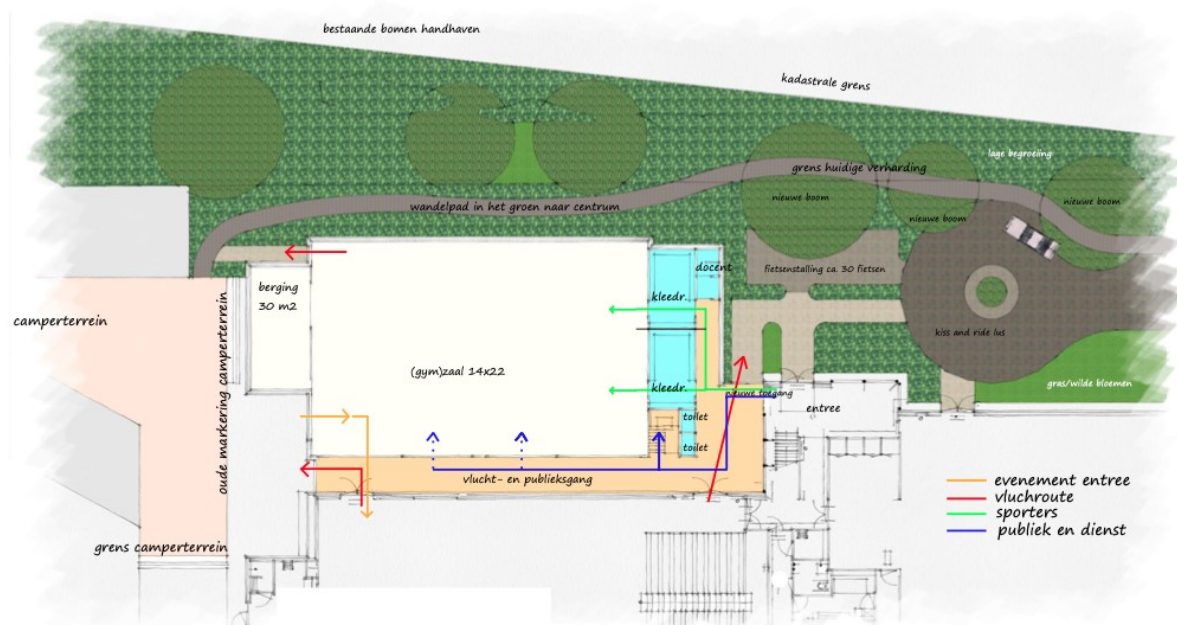 bestaande bomen handhaven
kadastrale grens
lage begroeiing
grens huidige verharding
nieuwe boom
nieuwe boom
nieuwe boom
wandelpad in het groen naar centrum
docent
fietsenstalling ca. 30 fietsen
berging
30 m2
kleedr.
camperterrein
oude markering camperterrein
kiss and ride lus
(gym)zaal 14x22
kleedr.
gras/wilde bloemen
nieuwe toegang
entree
toilet
toilet
vlucht- en publieksgang
evenement entree
vluchroute
sporters
publiek en dienst
grens camperterrein